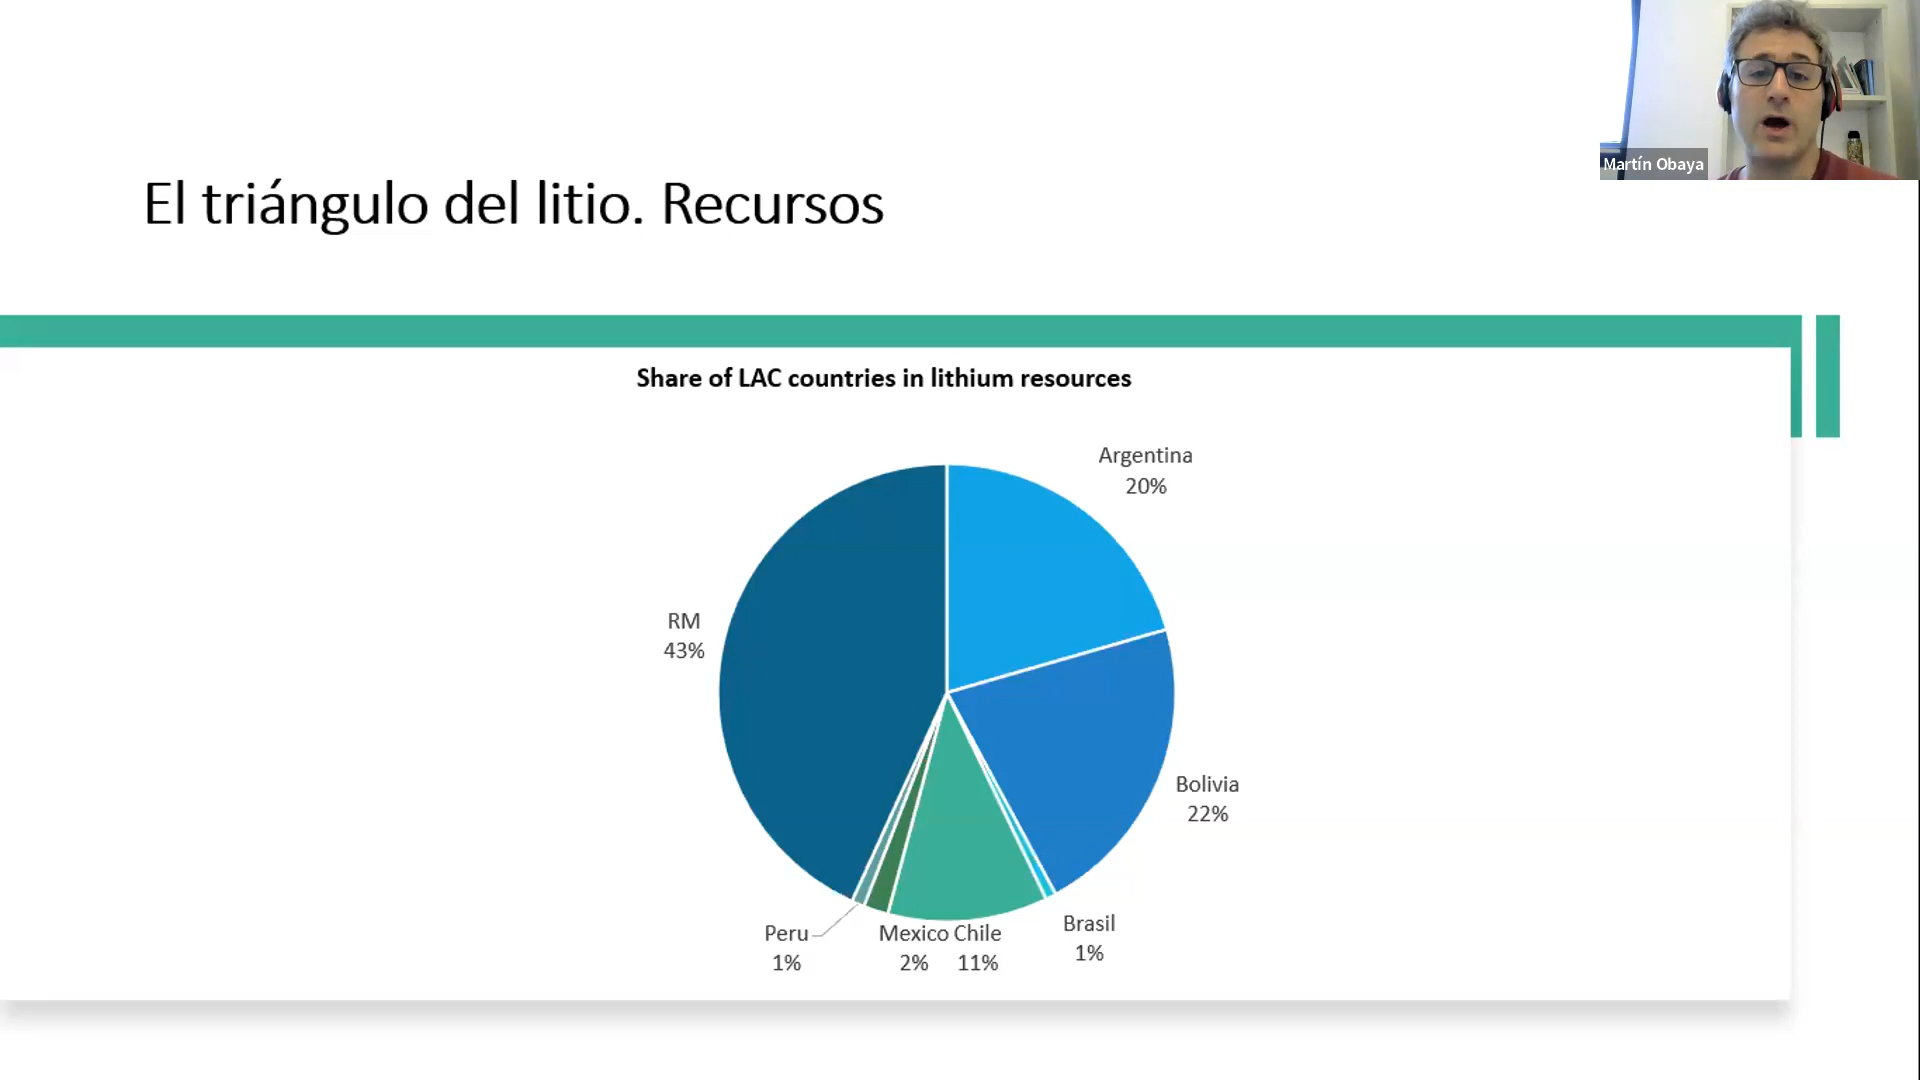 Martín Obaya
El triángulo del litio. Recursos
Share of LAC countries in lithium resources
Argentina
20%
RM
43%
Bolivia
22%
Brasil
1%
Peru
1%
Mexico
2%
Chile
11%